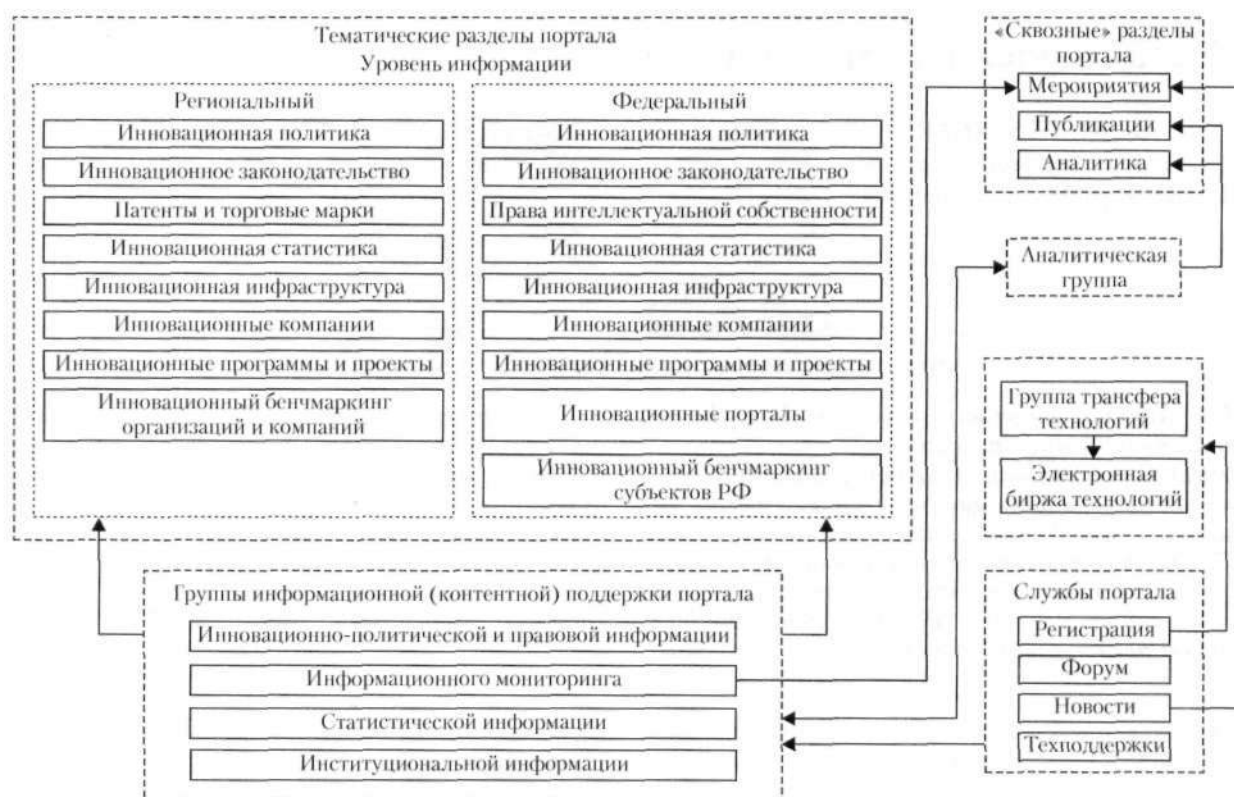 Тематические разделы портала
Уровень информации
Региональный
Инновационная политика
Инновационное законодательство
Патенты и торговые марки
Инновационная статистика
Инновационная инфраструктура
Инновационные компании
Инновационные программы и проекты
Инновационный бенчмаркинг
организаций и компаний
Федеральный
Инновационная политика
Инновационное законодательство
Права интеллектуальной собственности
Инновационная статистика
Инновационная инфраструктура
Инновационные компании
Инновационные программы и проекты
Инновационные порталы
Инновационный бенчмаркинг
субъектов РФ
«Сквозные» разделы
портала
Мероприятия
Публикации
Аналитика
Аналитическая
группа
Группа трансфера
технологий
Электронная
биржа технологий
Группы информационной (контентной) поддержки портала
Инновационно-политической и правовой информации
Информационного мониторинга
Статистической информации
Институциональной информации
Службы портала
Регистрация
Форум
Новости
Техподдержки